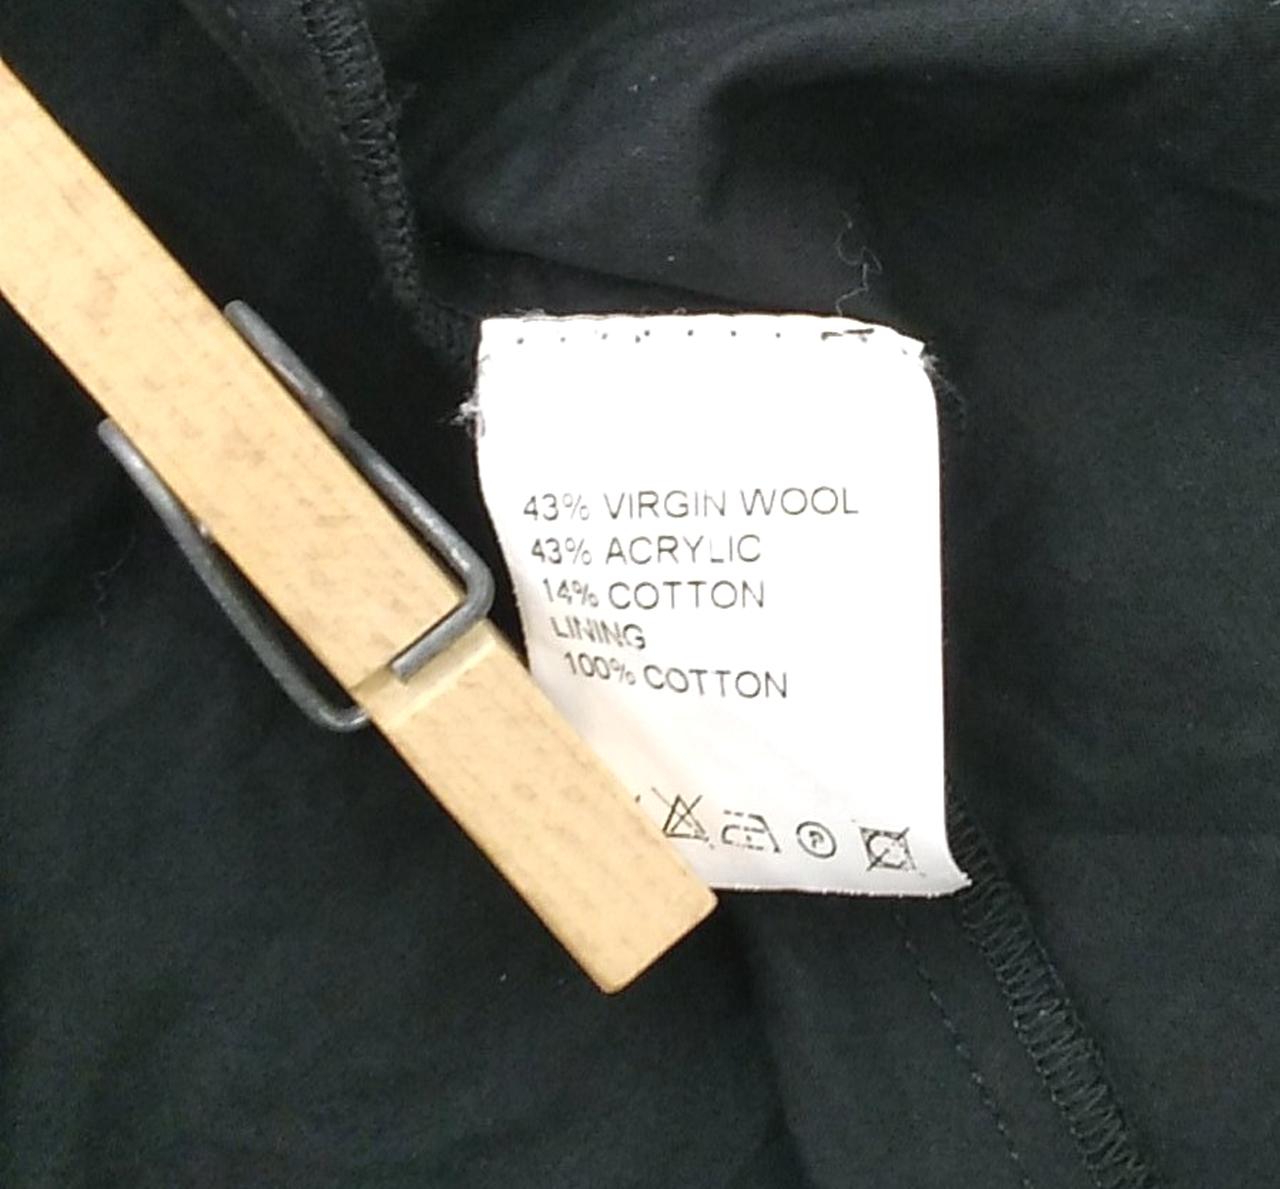 43% VIRGIN WOOL
43% ACRYLIC
14% COTTON
LINING
100% COTTON
P